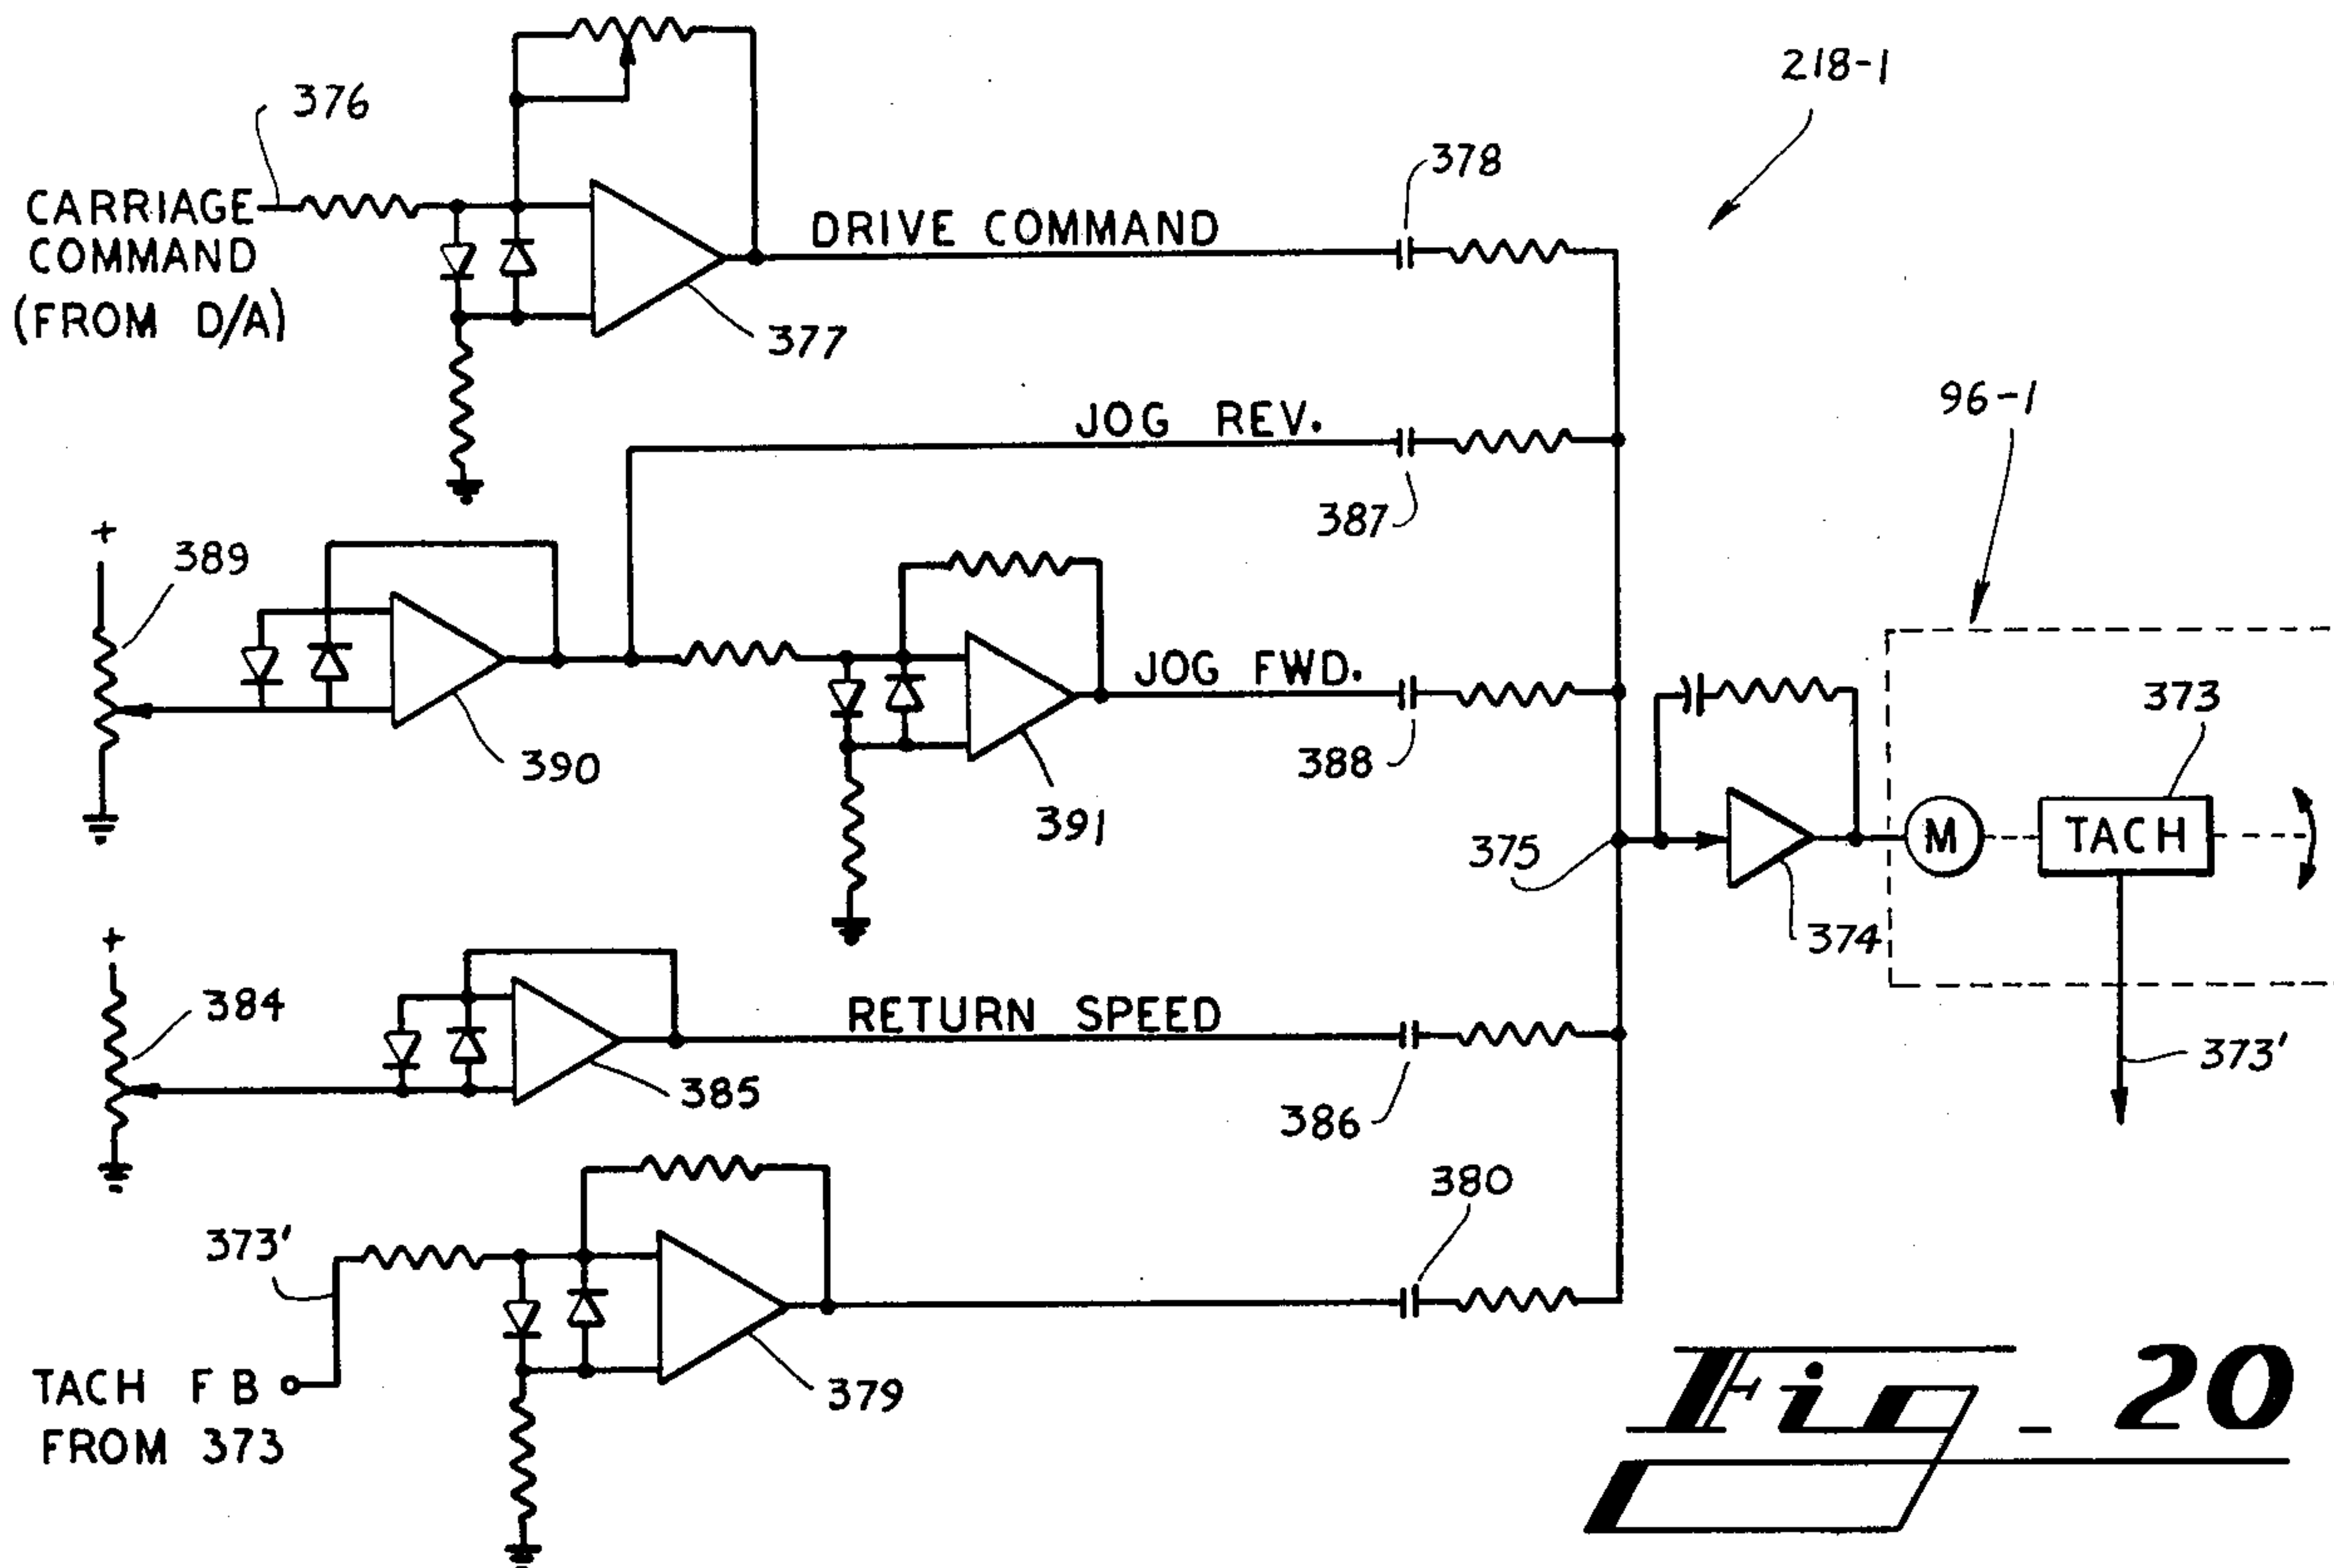 218-1
376
378
CARRIAGE
COMMAND
(FROM D/A)
DRIVE COMMAND
377
96-1
JOG REV.
387
+
389
JOG FWD.
373
390
388
391
375
M
TACH
374
+
384
RETURN SPEED
373'
385
386
380
373'
TACH FB
FROM 373
379
Fig_20